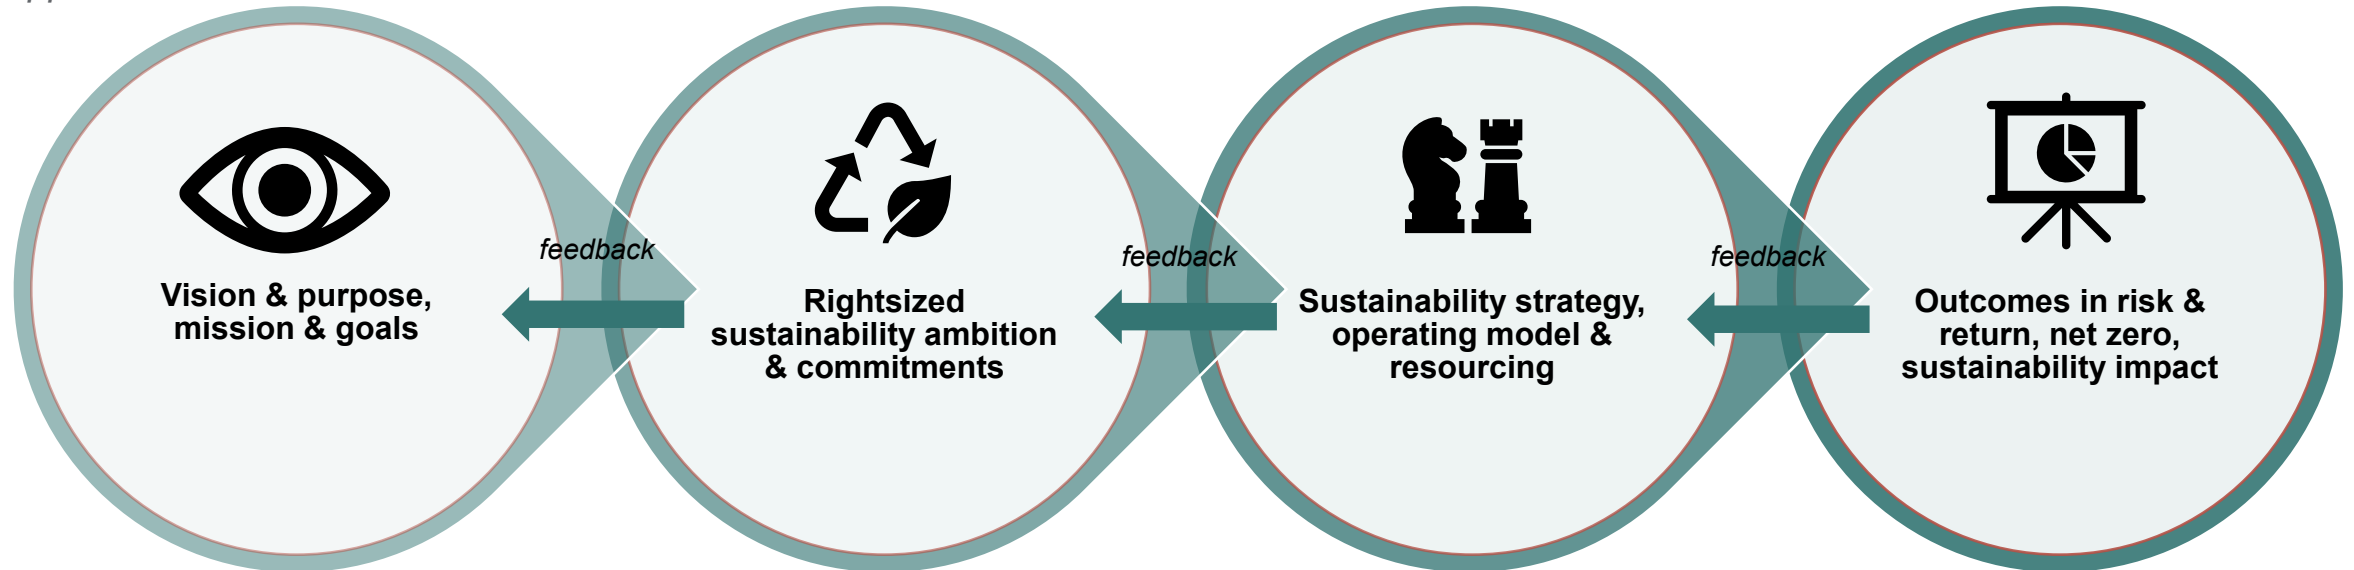 Vision & purpose,
mission & goals
feedback
Rightsized
sustainability ambition
& commitments
feedback
Sustainability strategy,
operating model &
resourcing
feedback
Outcomes in risk &
return, net zero,
sustainability impact